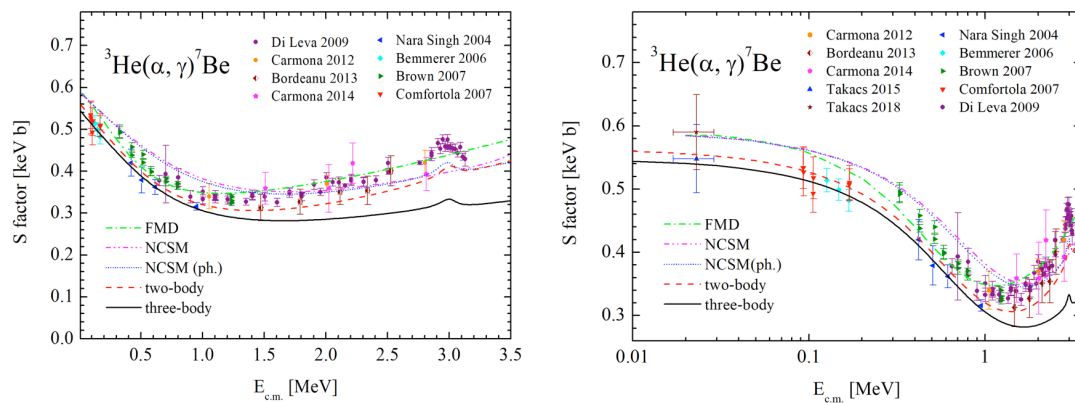 ³He(α, γ)⁷Be
Di Leva 2009
Carmona 2012
Bordeanu 2013
Carmona 2014
Nara Singh 2004
Bemmerer 2006
Brown 2007
Comfortola 2007
S factor [keV b]
0.8
0.7
0.6
0.5
0.4
0.3
0.2
0.1
0.0
FMD
NCSM
NCSM (ph.)
two-body
three-body
0.5 1.0 1.5 2.0 2.5 3.0 3.5
E c.m. [MeV]
³He(α, γ)⁷Be
Carmona 2012
Bordeanu 2013
Carmona 2014
Takacs 2015
Takacs 2018
Nara Singh 2004
Bemmerer 2006
Brown 2007
Comfortola 2007
Di Leva 2009
S factor [keV b]
0.8
0.7
0.6
0.5
0.4
0.3
FMD
NCSM
NCSM(ph.)
two-body
three-body
0.01 0.1 1
E c.m. [MeV]